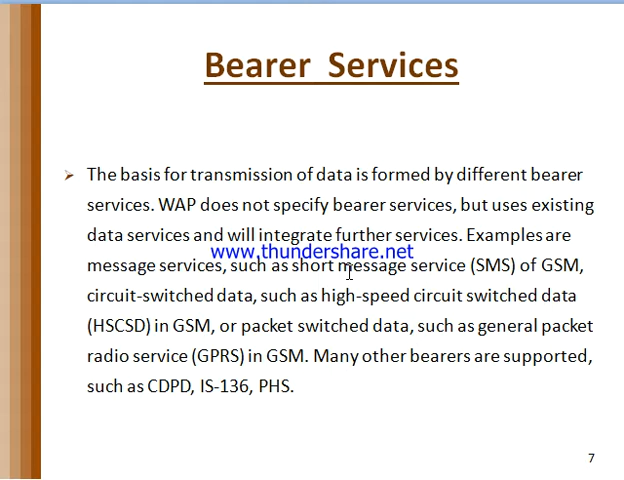 Bearer Services
The basis for transmission of data is formed by different bearer
services. WAP does not specify bearer services, but uses existing
data services and will integrate further services. Examples are
www.thundershare.net
message services, such as short message service (SMS) of GSM,
circuit-switched data, such as high-speed circuit switched data
(HSCSD) in GSM, or packet switched data, such as general packet
radio service (GPRS) in GSM. Many other bearers are supported,
such as CDPD, IS-136, PHS.
7